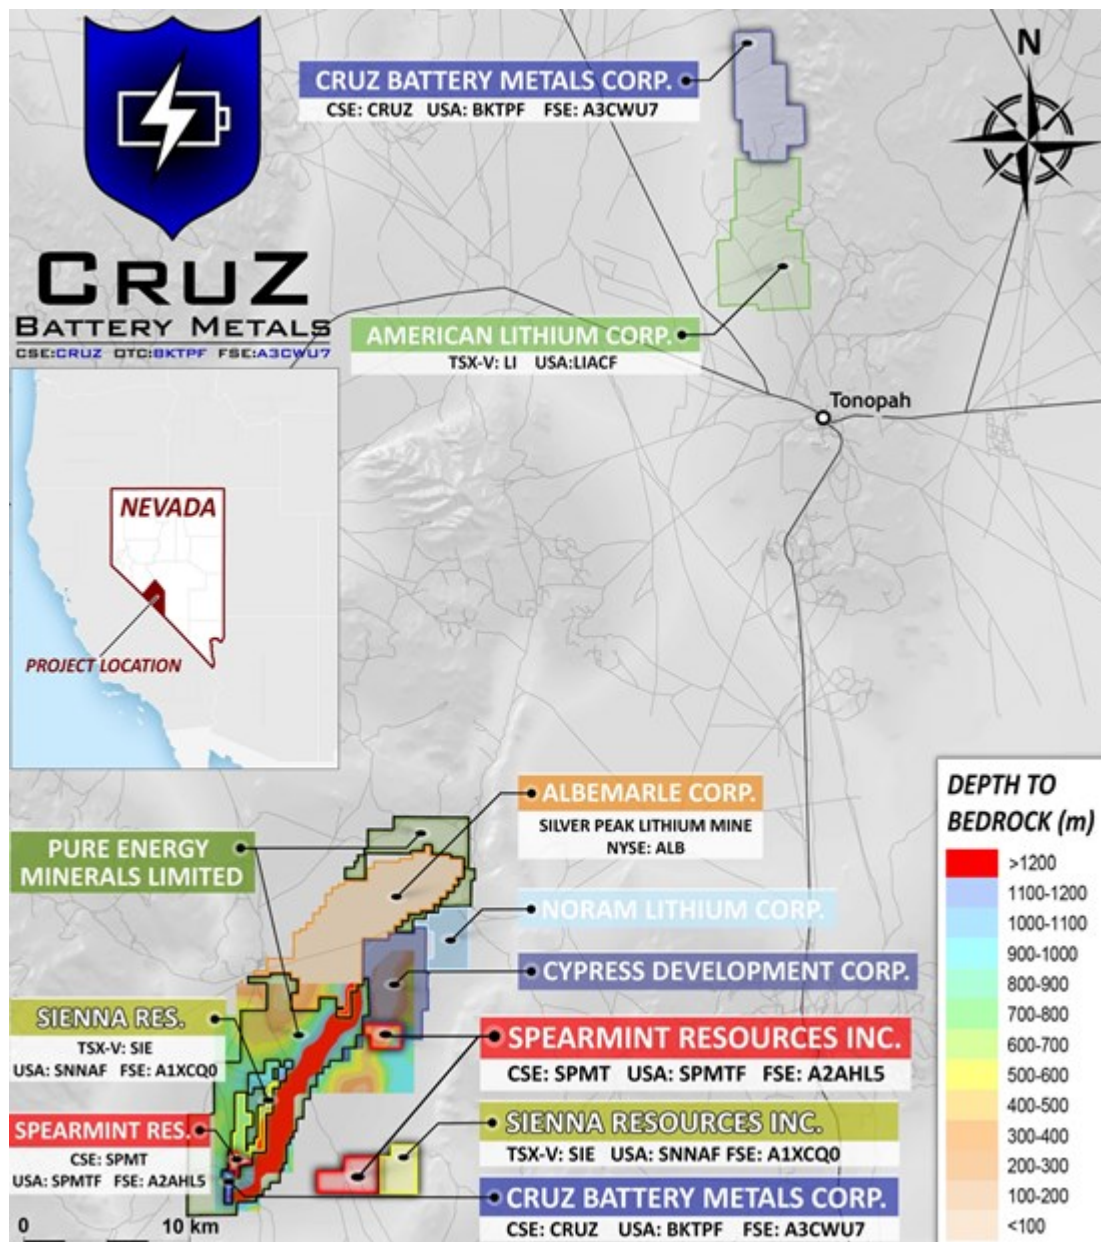 CRUZ
BATTERY METALS
CSE:CRUZ OTC:BKTPF FSE:A3CWU7
CRUZ BATTERY METALS CORP.
CSE: CRUZ USA: BKTPF FSE: A3CWU7
N
AMERICAN LITHIUM CORP.
TSX-V: LI USA:LIACF
Tonopah
NEVADA
PROJECT LOCATION
ALBEMARLE CORP.
SILVER PEAK LITHIUM MINE
NYSE: ALB
PURE ENERGY
MINERALS LIMITED
NORAM LITHIUM CORP.
CYPRESS DEVELOPMENT CORP.
SIENNA RES.
TSX-V: SIE
USA: SNNAF FSE: A1XCQ0
SPEARMINT RESOURCES INC.
CSE: SPMT USA: SPMTF FSE: A2AHL5
SPEARMINT RES.
CSE: SPMT
USA: SPMTF FSE: A2AHL5
SIENNA RESOURCES INC.
TSX-V: SIE USA: SNNAF FSE: A1XCQ0
CRUZ BATTERY METALS CORP.
CSE: CRUZ USA: BKTPF FSE: A3CWU7
0 10 km
DEPTH TO
BEDROCK (m)
>1200
1100-1200
1000-1100
900-1000
800-900
700-800
600-700
500-600
400-500
300-400
200-300
100-200
<100